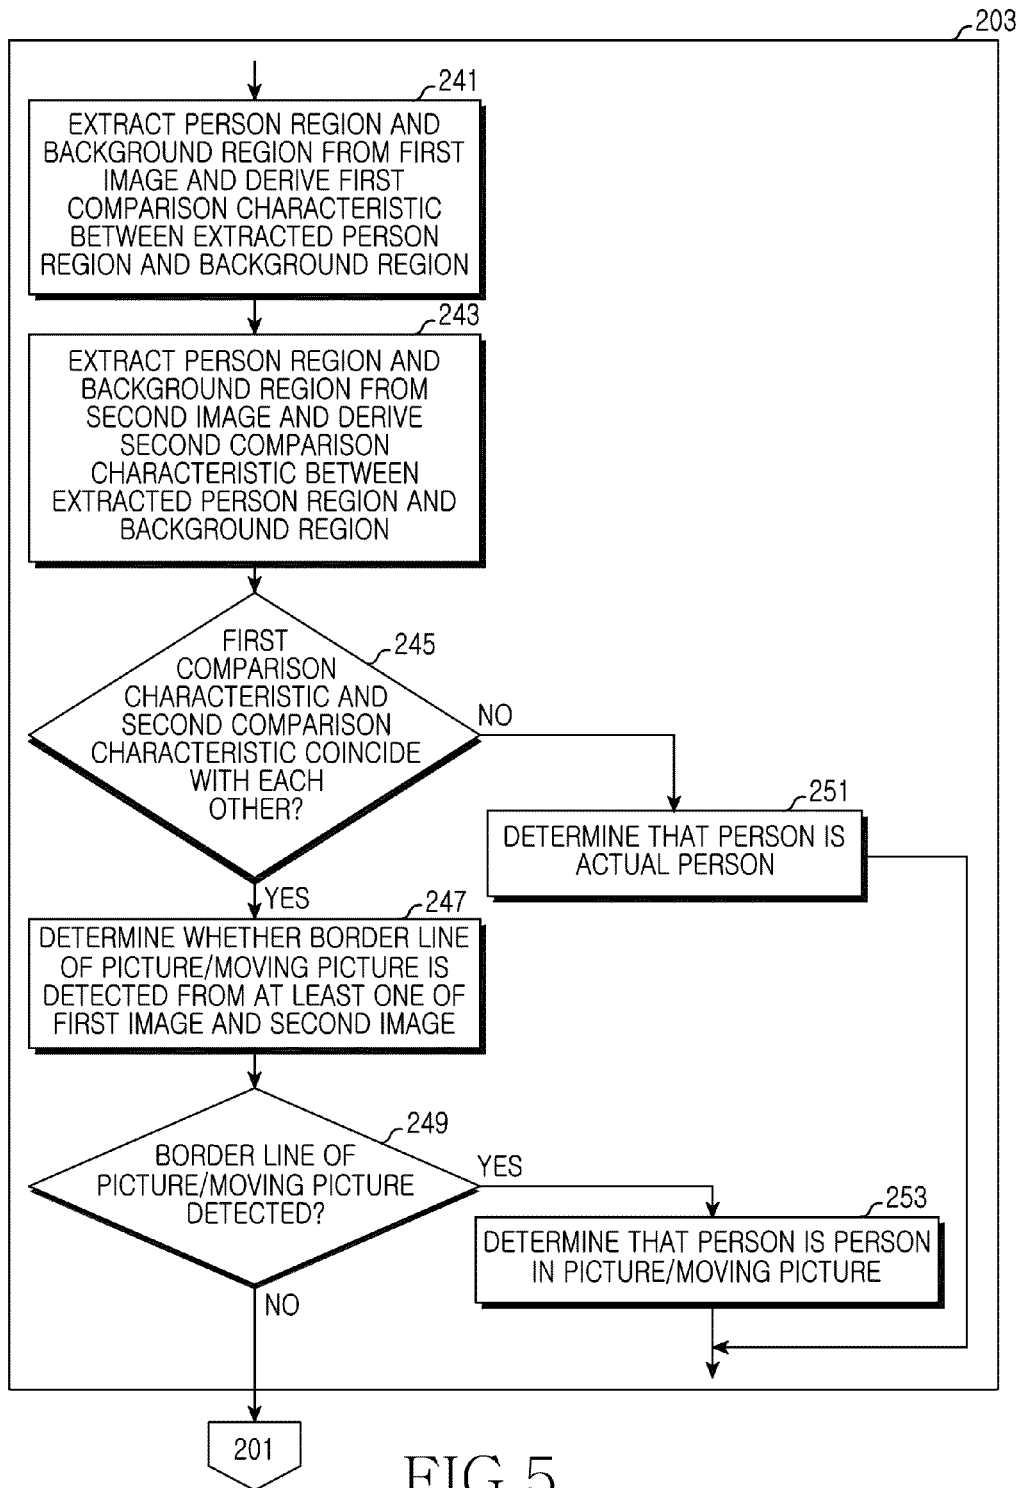 203
241
EXTRACT PERSON REGION AND
BACKGROUND REGION FROM FIRST
IMAGE AND DERIVE FIRST
COMPARISON CHARACTERISTIC
BETWEEN EXTRACTED PERSON
REGION AND BACKGROUND REGION
243
EXTRACT PERSON REGION AND
BACKGROUND REGION FROM
SECOND IMAGE AND DERIVE
SECOND COMPARISON
CHARACTERISTIC BETWEEN
EXTRACTED PERSON REGION AND
BACKGROUND REGION
245
FIRST
COMPARISON
CHARACTERISTIC AND
SECOND COMPARISON
CHARACTERISTIC COINCIDE
WITH EACH
OTHER?
NO
251
DETERMINE THAT PERSON IS
ACTUAL PERSON
YES
247
DETERMINE WHETHER BORDER LINE
OF PICTURE/MOVING PICTURE IS
DETECTED FROM AT LEAST ONE OF
FIRST IMAGE AND SECOND IMAGE
249
BORDER LINE OF
PICTURE/MOVING PICTURE
DETECTED?
YES
253
DETERMINE THAT PERSON IS PERSON
IN PICTURE/MOVING PICTURE
NO
201
FIG.5